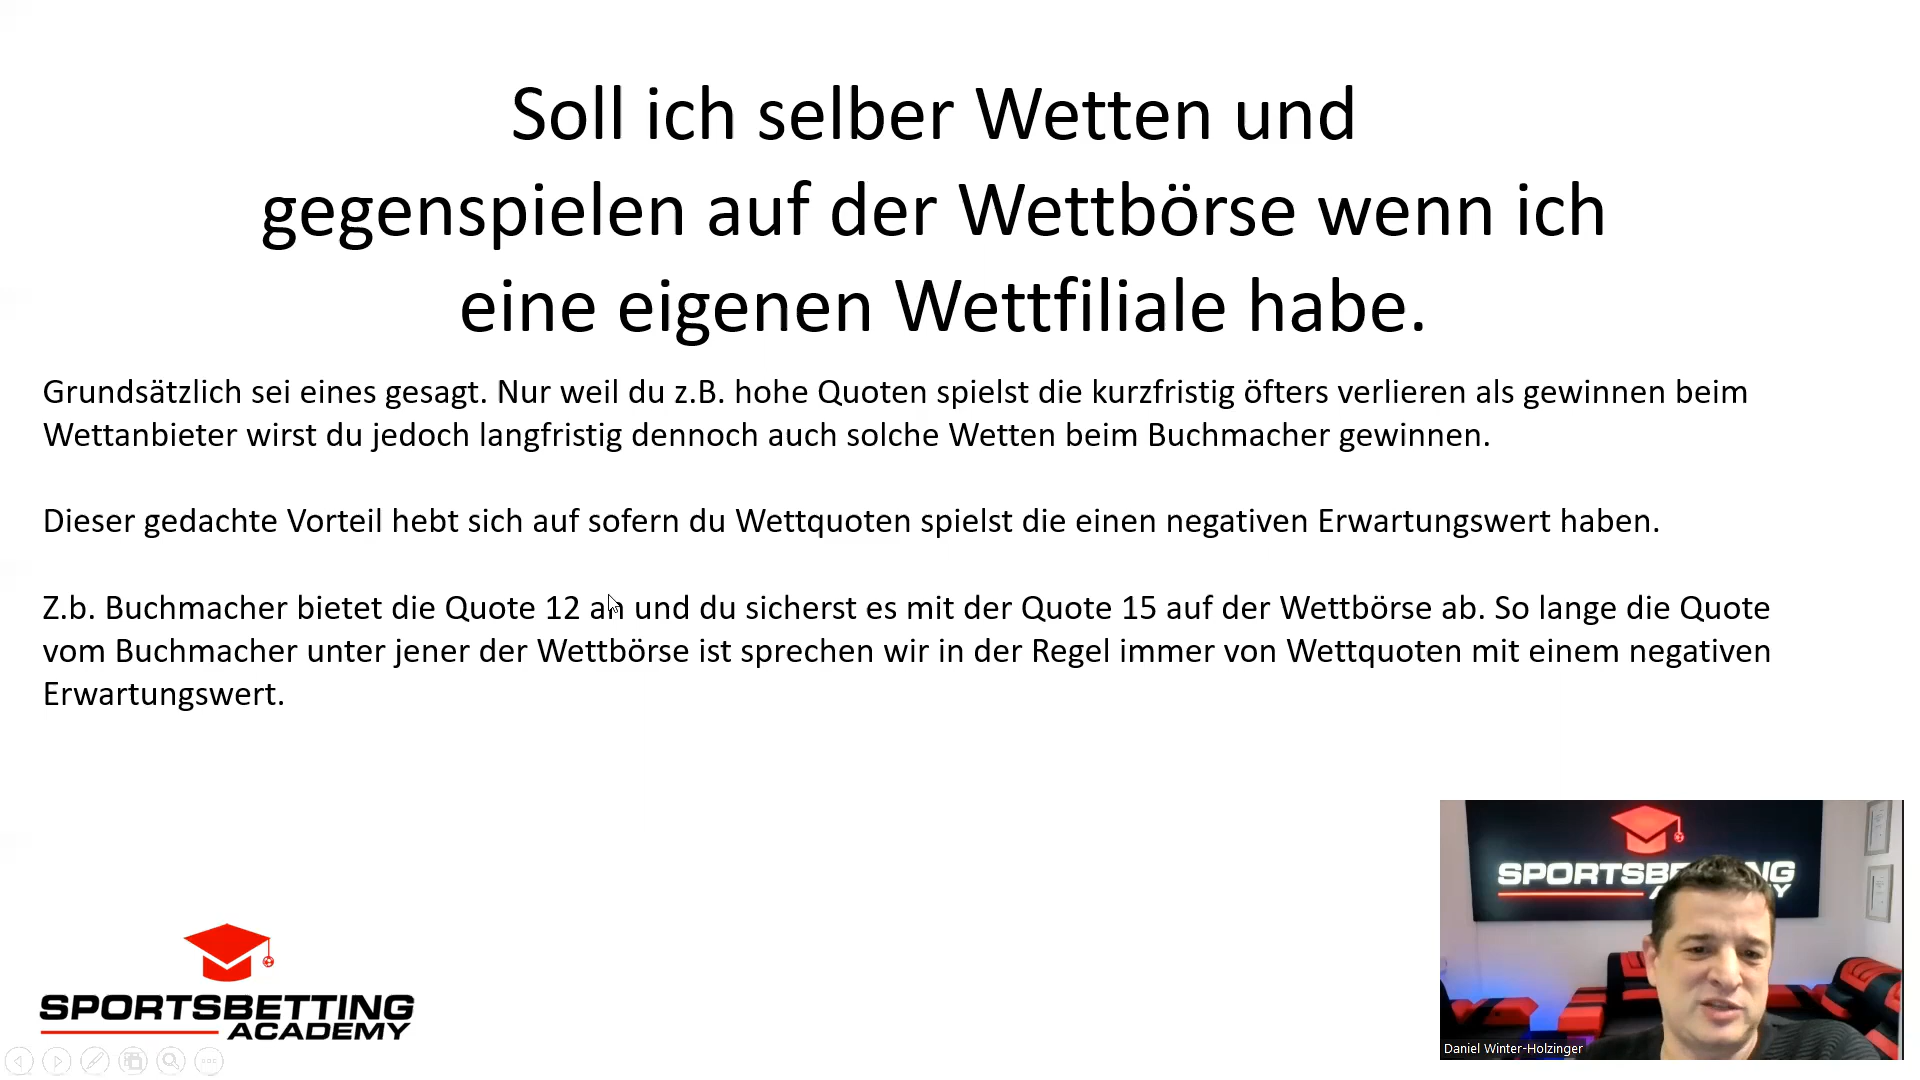 Soll ich selber Wetten und
gegenspielen auf der Wettbörse wenn ich
eine eigenen Wettfiliale habe.
Grundsätzlich sei eines gesagt. Nur weil du z.B. hohe Quoten spielst die kurzfristig öfters verlieren als gewinnen beim
Wettanbieter wirst du jedoch langfristig dennoch auch solche Wetten beim Buchmacher gewinnen.
Dieser gedachte Vorteil hebt sich auf sofern du Wettquoten spielst die einen negativen Erwartungswert haben.
Z.b. Buchmacher bietet die Quote 12 an und du sicherst es mit der Quote 15 auf der Wettbörse ab. So lange die Quote
vom Buchmacher unter jener der Wettbörse ist sprechen wir in der Regel immer von Wettquoten mit einem negativen
Erwartungswert.
SPORTSBETTING
ACADEMY
Daniel Winter-Holzinger